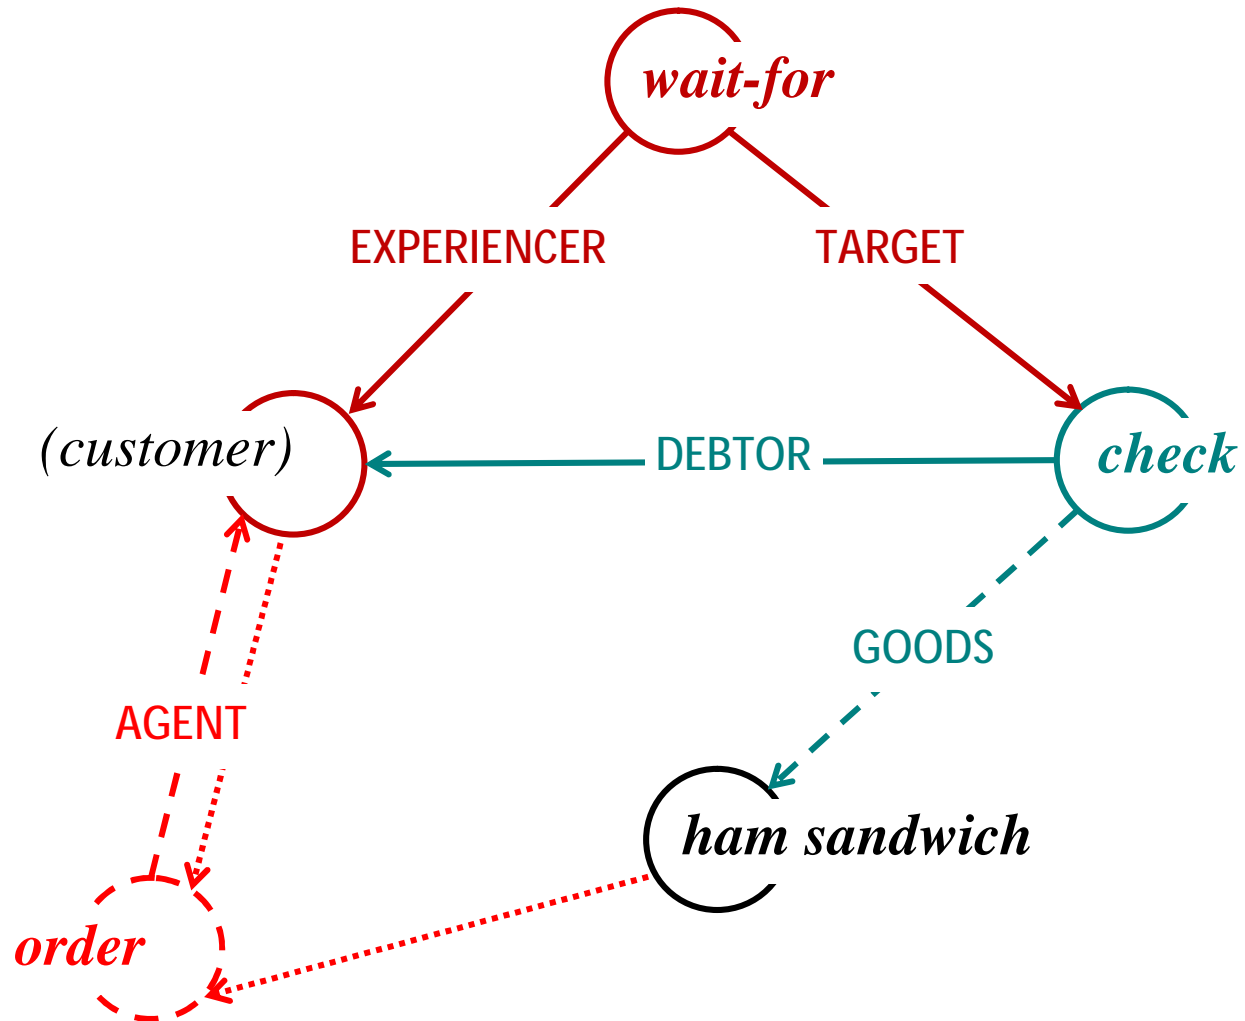 wait-for
EXPERIENCER
TARGET
(customer)
DEBTOR
check
GOODS
AGENT
ham sandwich
order